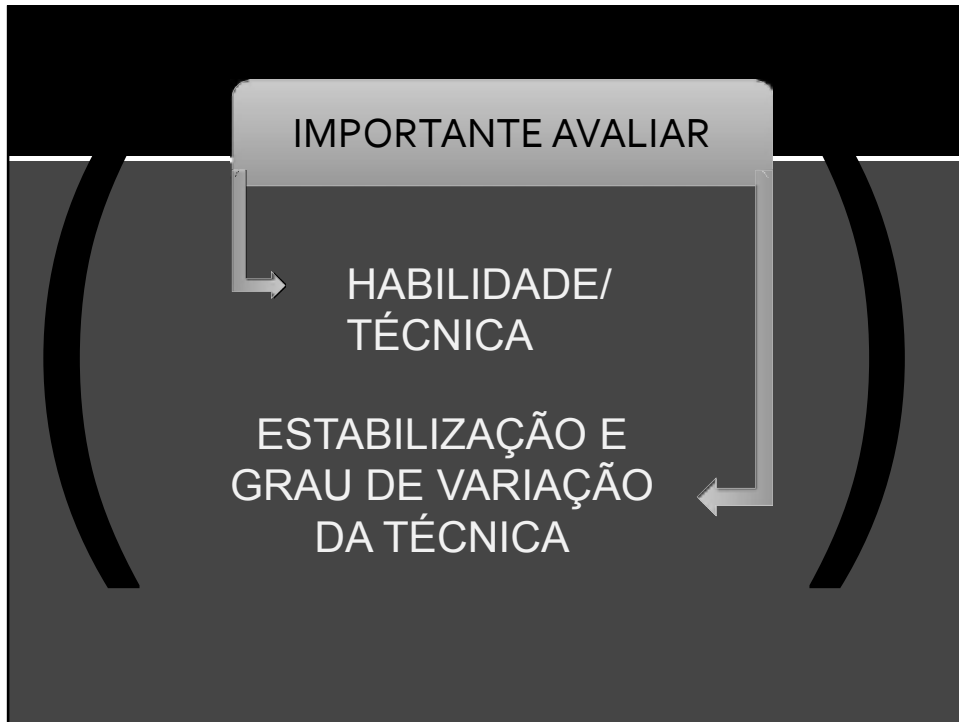 IMPORTANTE AVALIAR
HABILIDADE/
TÉCNICA
ESTABILIZAÇÃO E
GRAU DE VARIAÇÃO
DA TÉCNICA